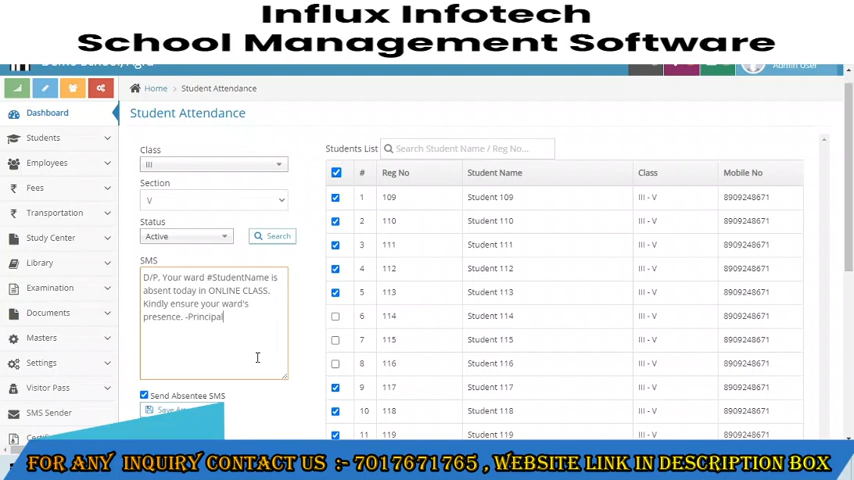 Influx Infotech
School Management Software
Admin User
Home > Student Attendance
Dashboard
Students
Employees
Fees
Transportation
Study Center
Library
Examination
Documents
Masters
Settings
Visitor Pass
SMS Sender
Student Attendance
Class
III
Section
V
Status
Active
Search
SMS
D/P, Your ward #StudentName is
absent today in ONLINE CLASS.
Kindly ensure your ward's
presence. -Principal
Send Absentee SMS
Students List Search Student Name / Reg No...
# Reg No Student Name Class Mobile No
1 109 Student 109 III - V 8909248671
2 110 Student 110 III - V 8909248671
3 111 Student 111 III - V 8909248671
4 112 Student 112 III - V 8909248671
5 113 Student 113 III - V 8909248671
6 114 Student 114 III - V 8909248671
7 115 Student 115 III - V 8909248671
8 116 Student 116 III - V 8909248671
9 117 Student 117 III - V 8909248671
10 118 Student 118 III - V 8909248671
11 119 Student 119 III - V 8909248671
FOR ANY INQUIRY CONTACT US :- 7017671765 , WEBSITE LINK IN DESCRIPTION BOX